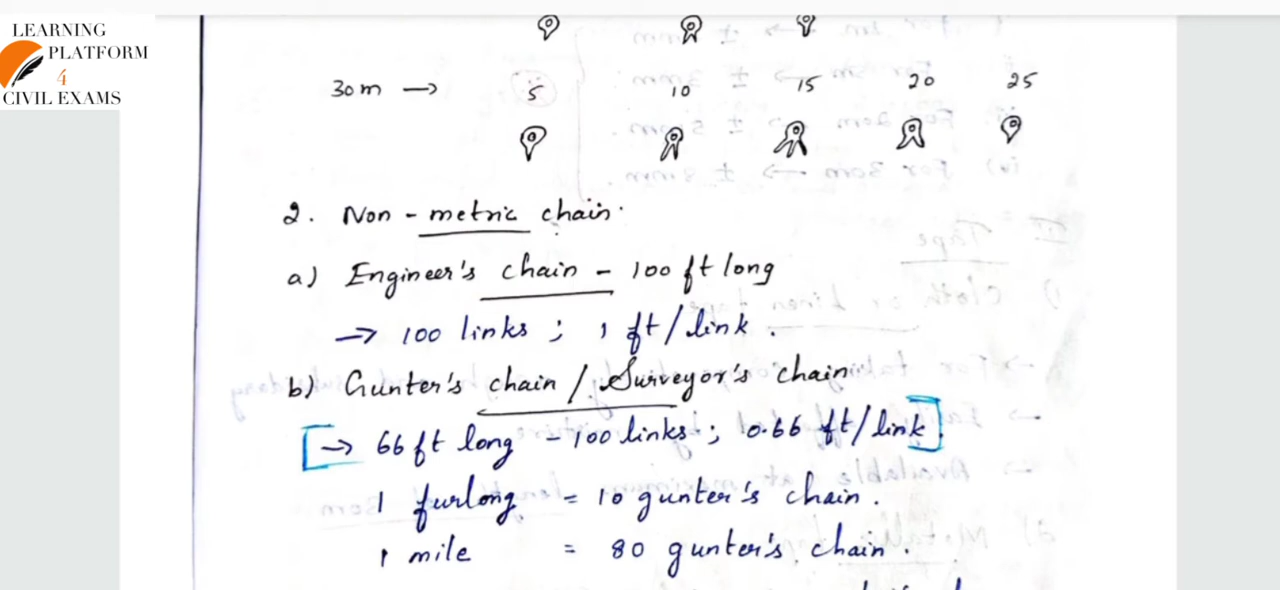 LEARNING
PLATFORM
4
CIVIL EXAMS
30m → 5 10 15 20 25
2. Non-metric chain.
a) Engineer's chain - 100 ft long
→ 100 links ; 1 ft/link.
b) Gunter's chain / Surveyor's chain
[→ 66 ft long - 100 links ; 0.66 ft/link].
1 furlong = 10 gunter's chain.
1 mile = 80 gunter's chain.